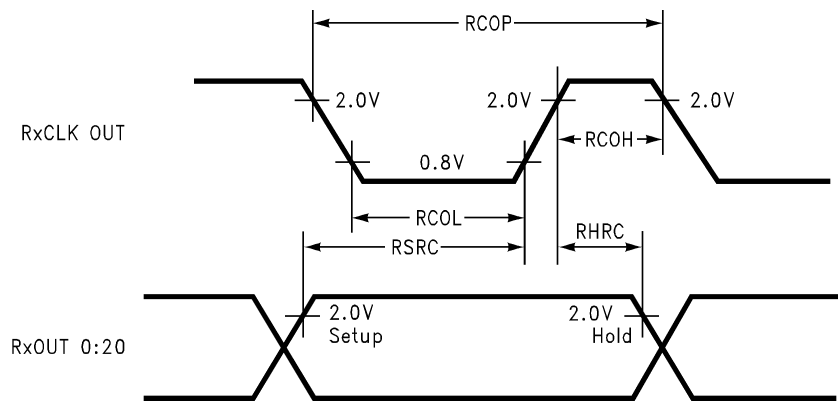 RCOP
2.0V 2.0V 2.0V
RxCLK OUT
RCOH
0.8V
RCOL
RSRC
RHRC
2.0V
Setup
2.0V
Hold
RxOUT 0:20